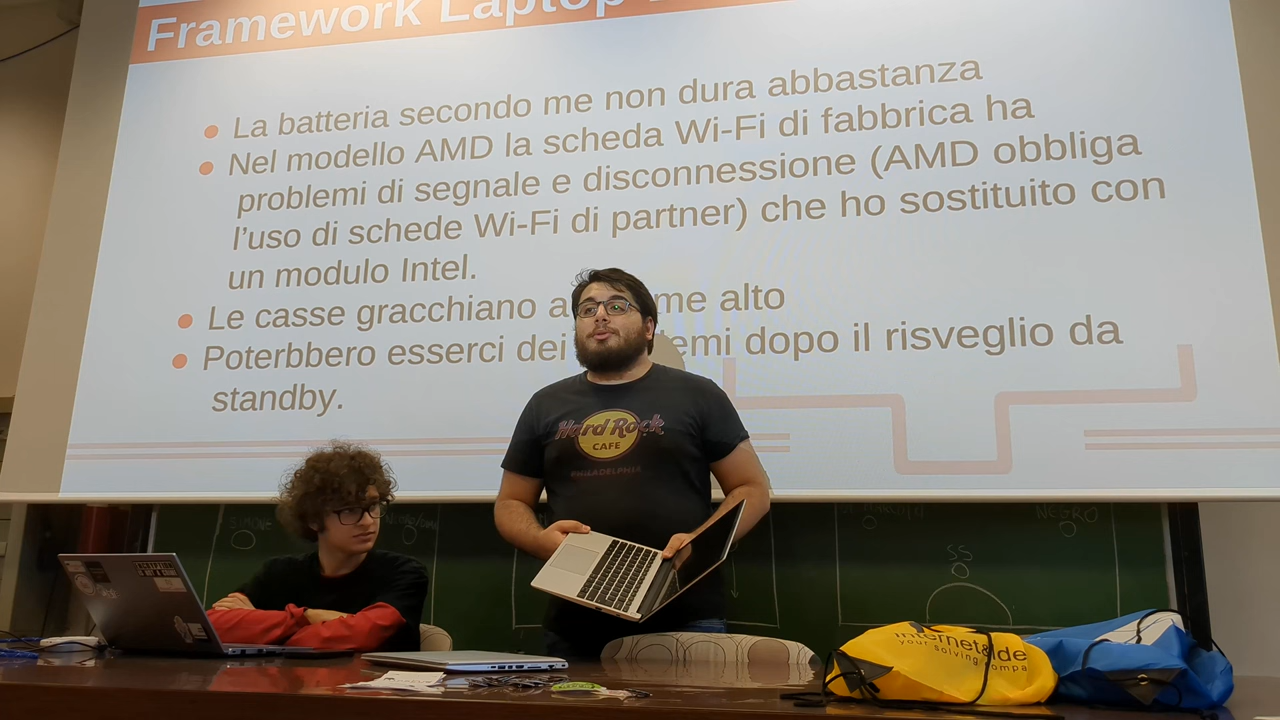 Framework Laptop
La batteria secondo me non dura abbastanza
Nel modello AMD la scheda Wi-Fi di fabbrica ha
problemi di segnale e disconnessione (AMD obbliga
l'uso di schede Wi-Fi di partner) che ho sostituito con
un modulo Intel.
Le casse gracchiano a me alto
Poterbbero esserci dei emi dopo il risveglio da
standby.
Hard Rock
CAFE
PHILADELPHIA
SIMONE
NEGRO
SS
internet&ide
your solving compa